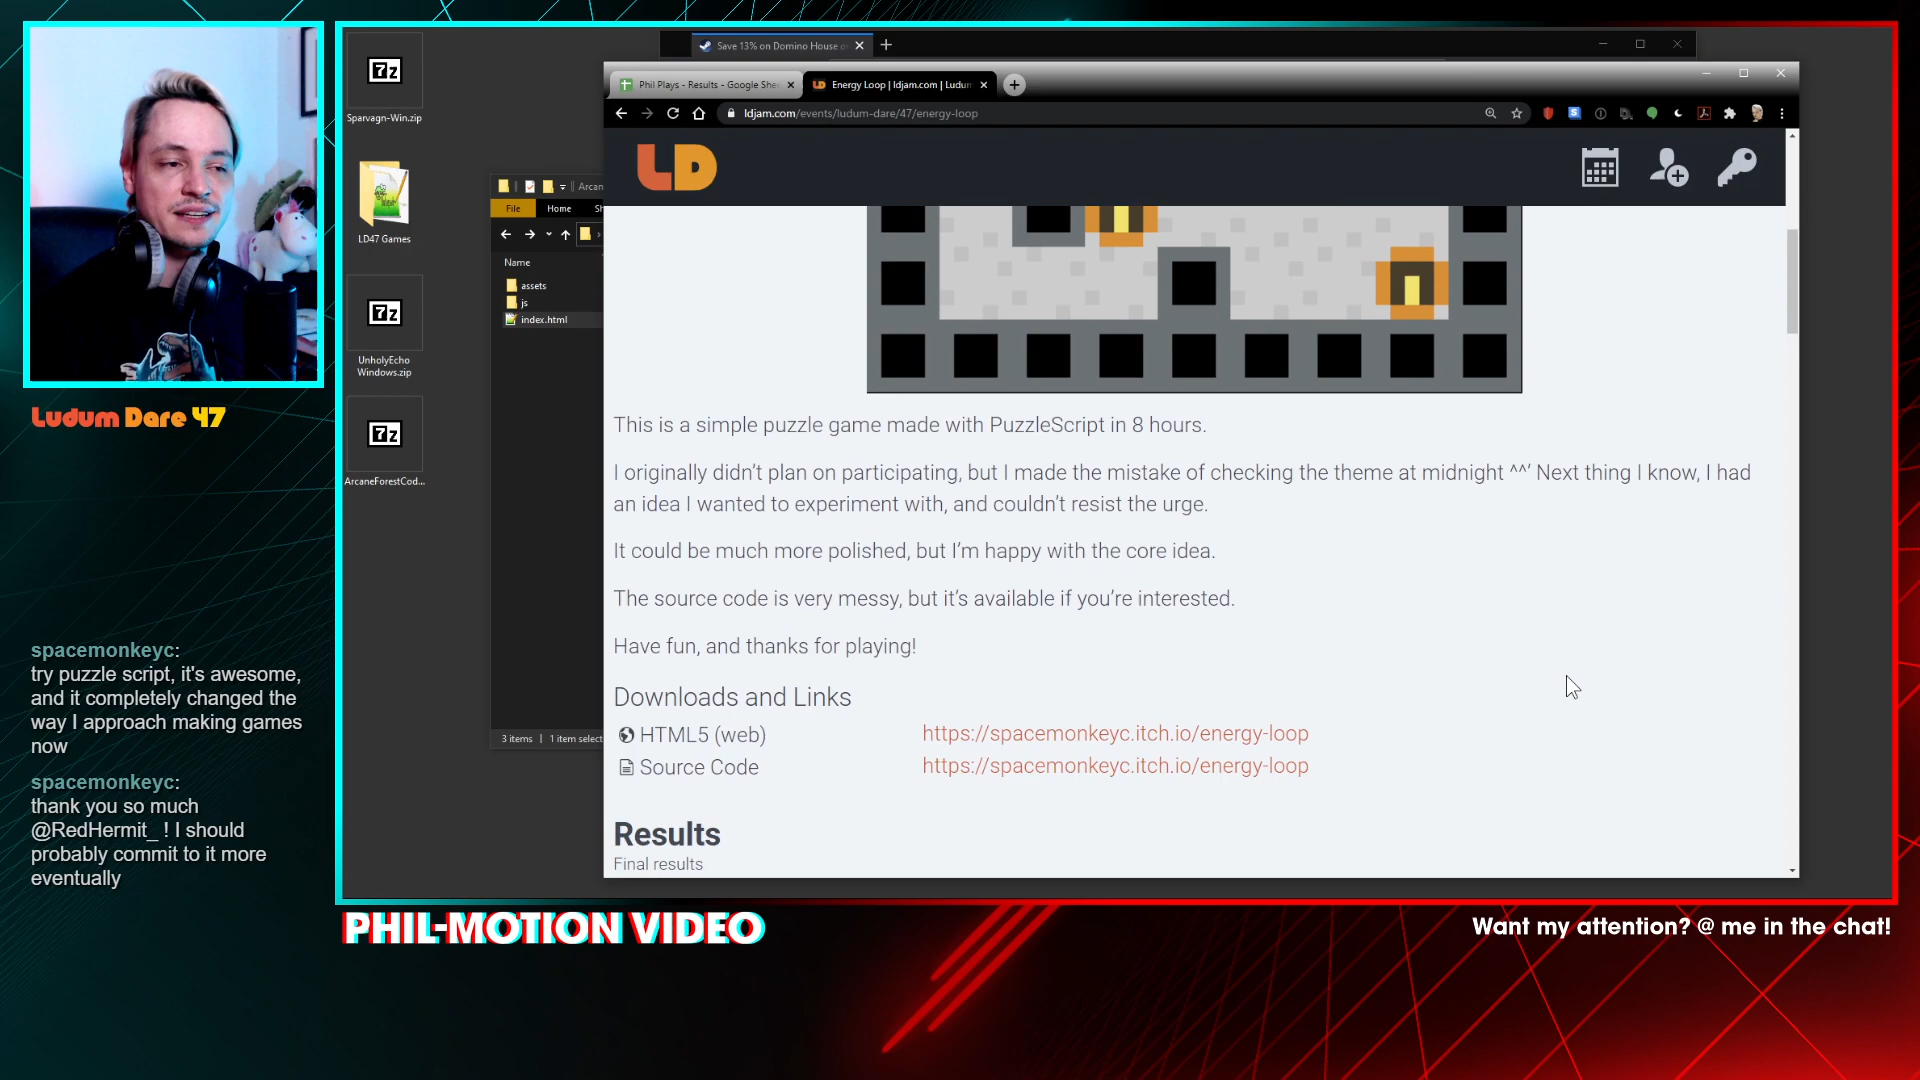 Ludum Dare 47
spacemonkeyc:
try puzzle script, it's awesome,
and it completely changed the
way I approach making games
now
spacemonkeyc:
thank you so much
@RedHermit_ ! I should
probably commit to it more
eventually
7z
Sparvagn-Win.zip
LD47 Games
7z
UnholyEcho
Windows.zip
7z
ArcaneForestCod...
Save 13% on Domino House o
Arcan
File Home Sh
Name
assets
js
index.html
3 items 1 item select
Phil Plays - Results - Google She
LD Energy Loop | ldjam.com | Ludum
ldjam.com/events/ludum-dare/47/energy-loop
LD
This is a simple puzzle game made with PuzzleScript in 8 hours.
I originally didn't plan on participating, but I made the mistake of checking the theme at midnight ^^' Next thing I know, I had
an idea I wanted to experiment with, and couldn't resist the urge.
It could be much more polished, but I'm happy with the core idea.
The source code is very messy, but it's available if you're interested.
Have fun, and thanks for playing!
Downloads and Links
HTML5 (web) https://spacemonkeyc.itch.io/energy-loop
Source Code https://spacemonkeyc.itch.io/energy-loop
Results
Final results
PHIL-MOTION VIDEO
Want my attention? @ me in the chat!